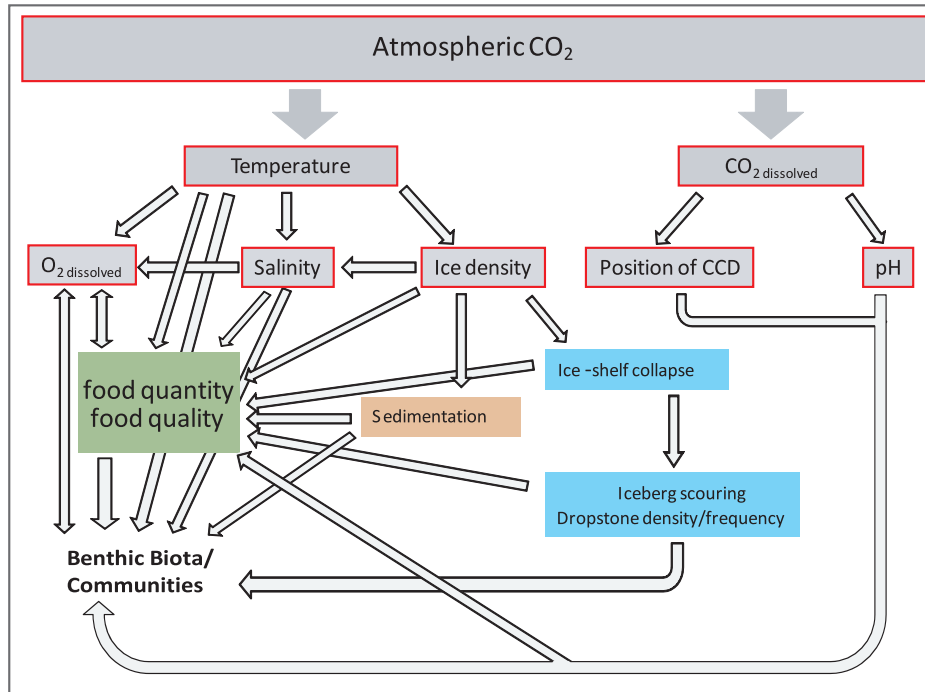 Atmospheric CO₂
Temperature
CO₂ dissolved
O₂ dissolved
Salinity
Ice density
Position of CCD
pH
food quantity
food quality
Ice -shelf collapse
Sedimentation
Iceberg scouring
Dropstone density/frequency
Benthic Biota/
Communities